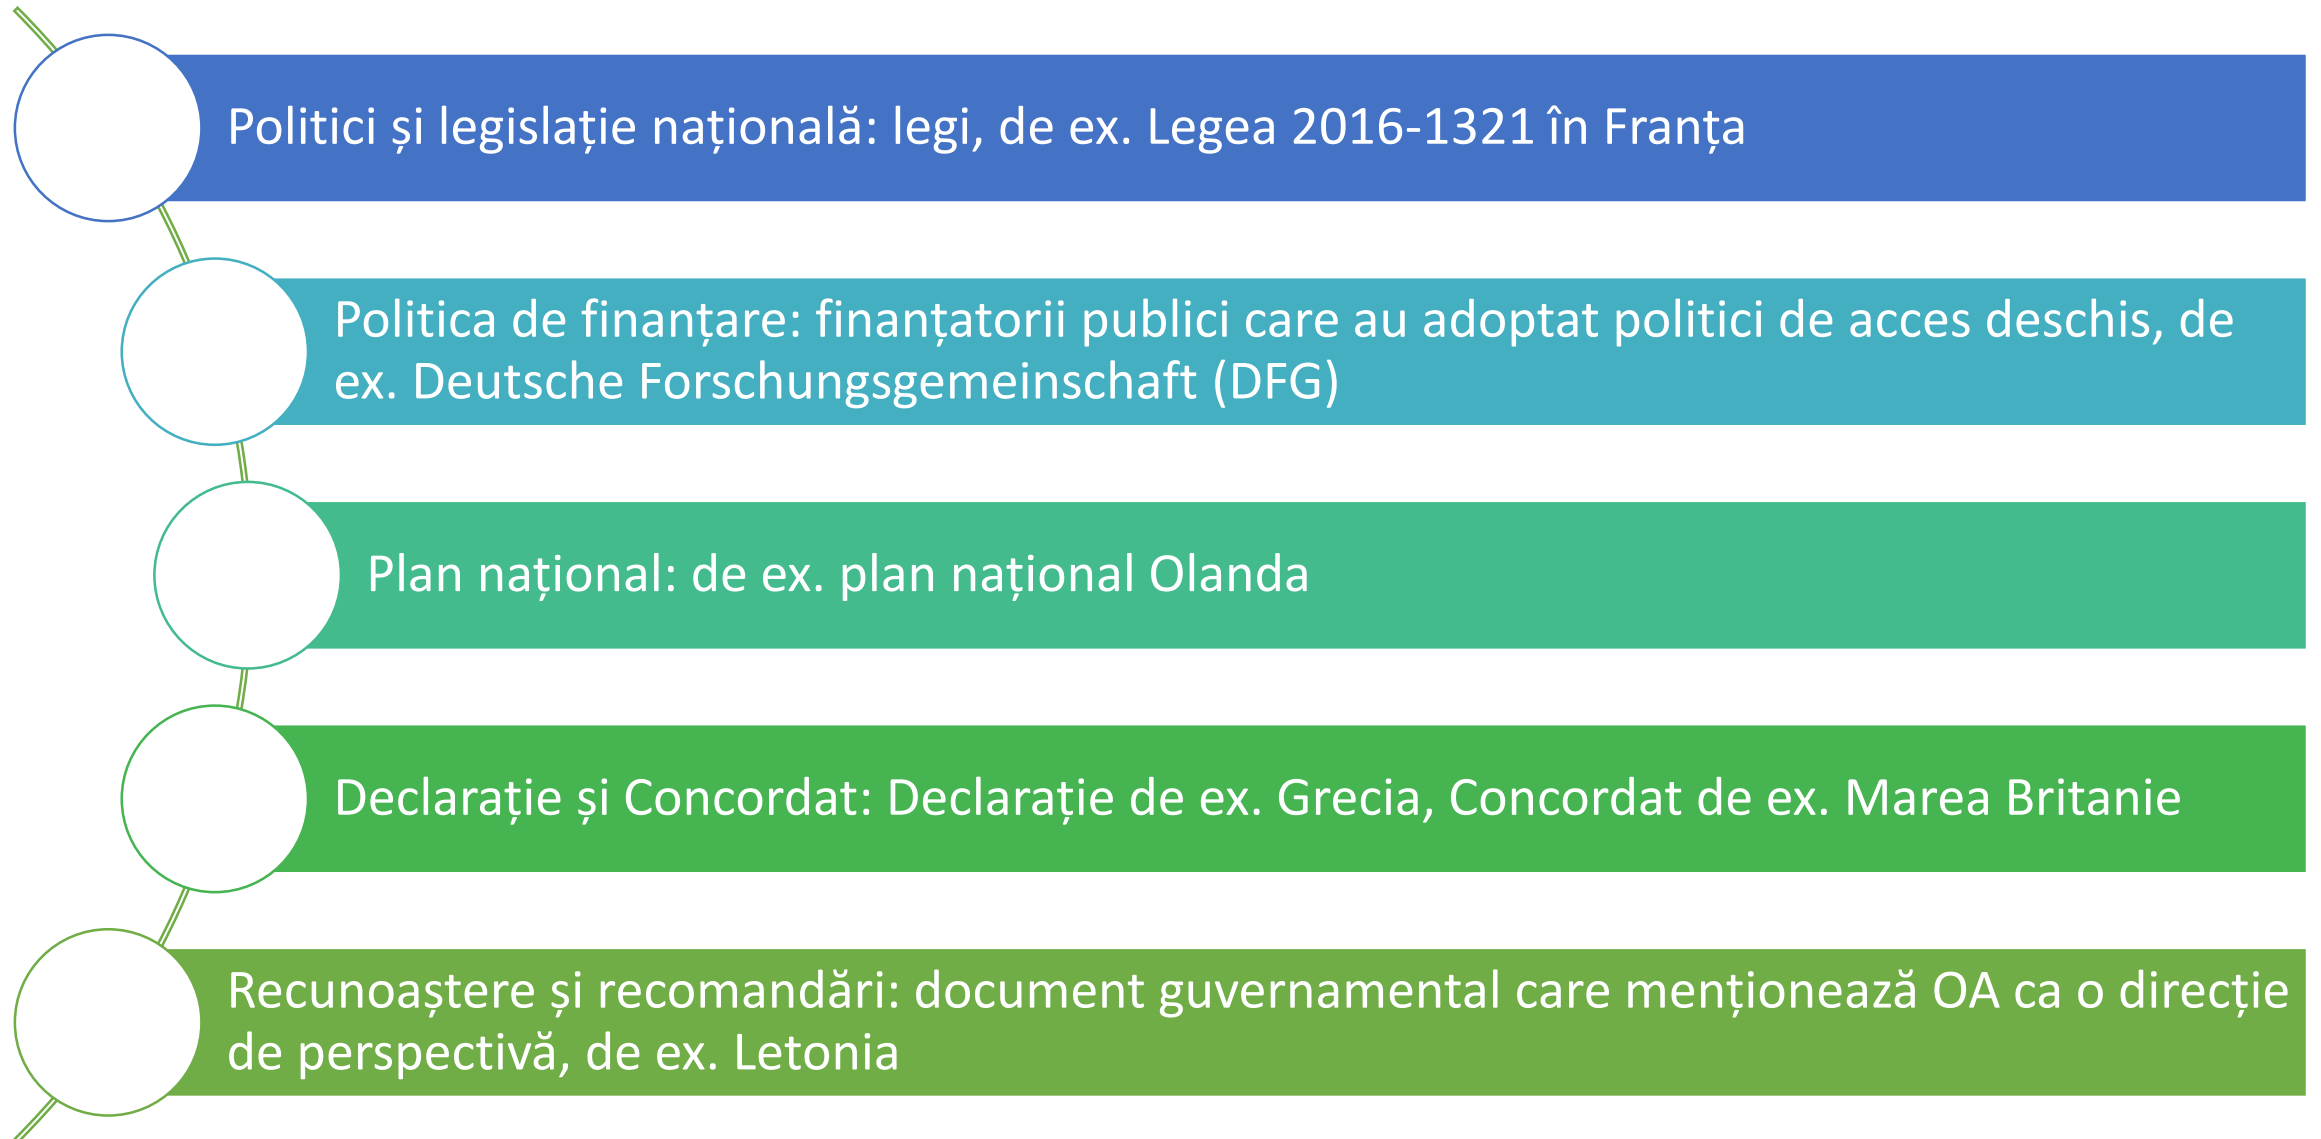 Politici și legislație națională: legi, de ex. Legea 2016-1321 în Franța
Politica de finanțare: finanțatorii publici care au adoptat politici de acces deschis, de
ex. Deutsche Forschungsgemeinschaft (DFG)
Plan național: de ex. plan național Olanda
Declarație și Concordat: Declarație de ex. Grecia, Concordat de ex. Marea Britanie
Recunoaștere și recomandări: document guvernamental care menționează OA ca o direcție
de perspectivă, de ex. Letonia